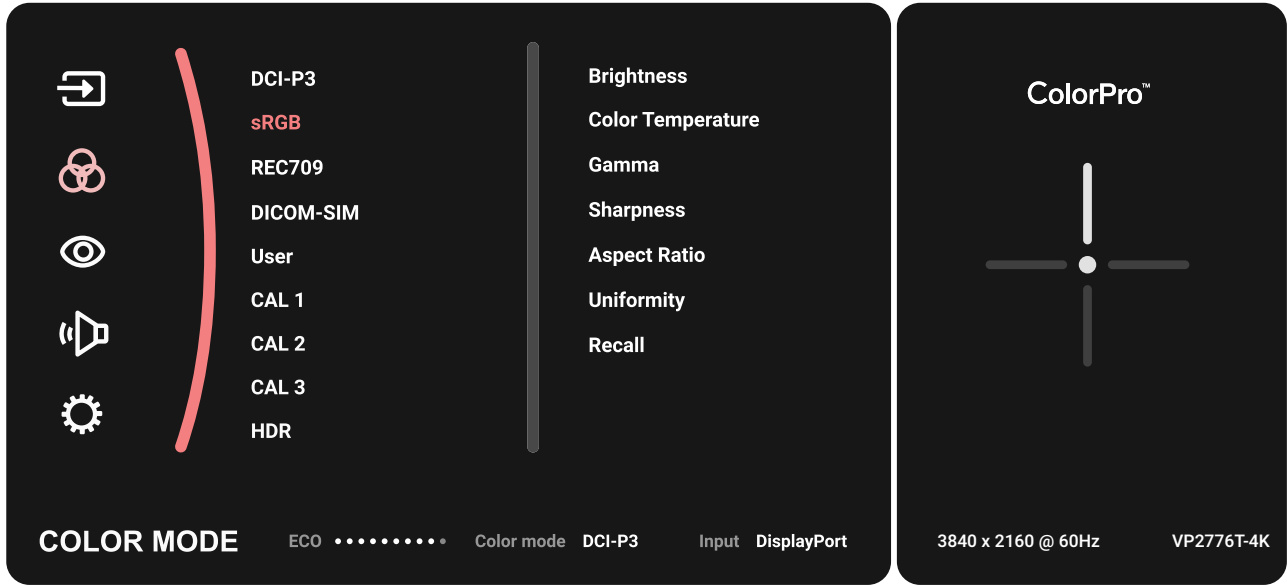 DCI-P3
sRGB
REC709
DICOM-SIM
User
CAL 1
CAL 2
CAL 3
HDR
Brightness
Color Temperature
Gamma
Sharpness
Aspect Ratio
Uniformity
Recall
COLOR MODE ECO Color mode DCI-P3 Input DisplayPort
ColorPro™
3840 x 2160 @ 60Hz VP2776T-4K